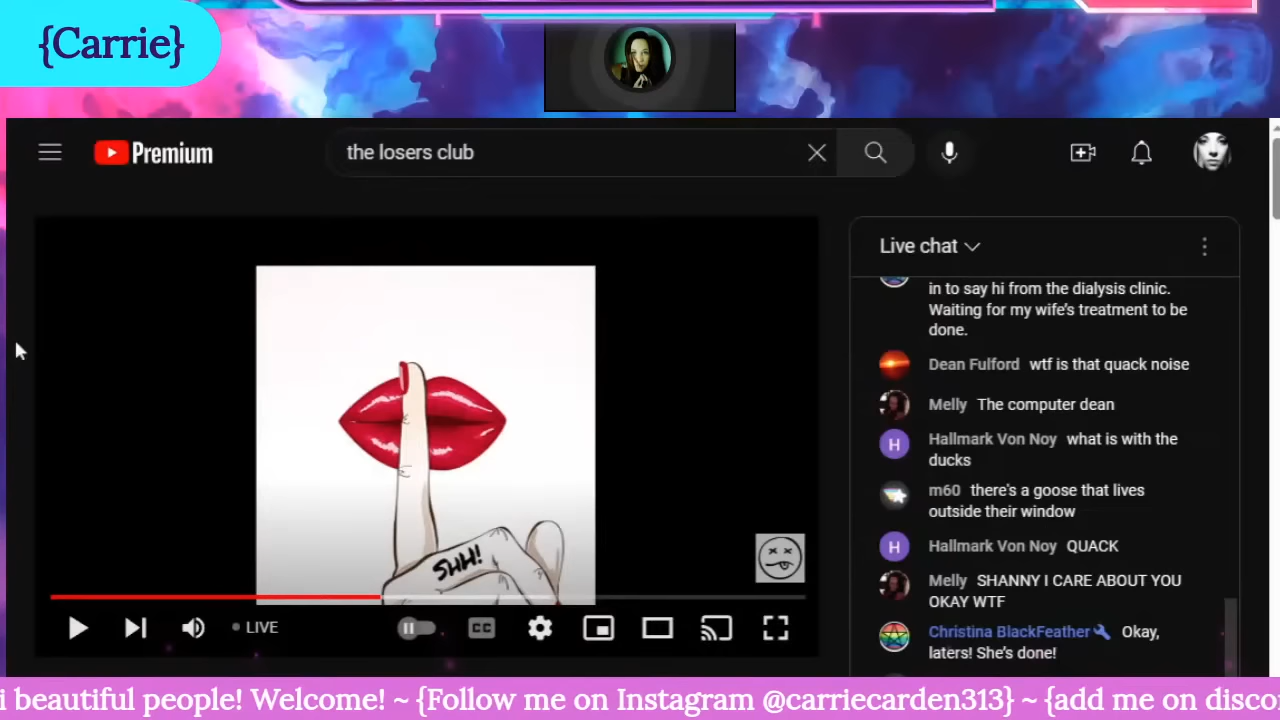 {Carrie}
Premium
the losers club
Live chat
in to say hi from the dialysis clinic.
Waiting for my wife's treatment to be
done.
Dean Fulford wtf is that quack noise
Melly The computer dean
H
Hallmark Von Noy what is with the
ducks
m60 there's a goose that lives
outside their window
H
Hallmark Von Noy QUACK
Melly SHANNY I CARE ABOUT YOU
OKAY WTF
Christina BlackFeather Okay,
laters! She's done!
SHH!
LIVE
CC
i beautiful people! Welcome! ~ {Follow me on Instagram @carriecarden313} ~ {add me on disco